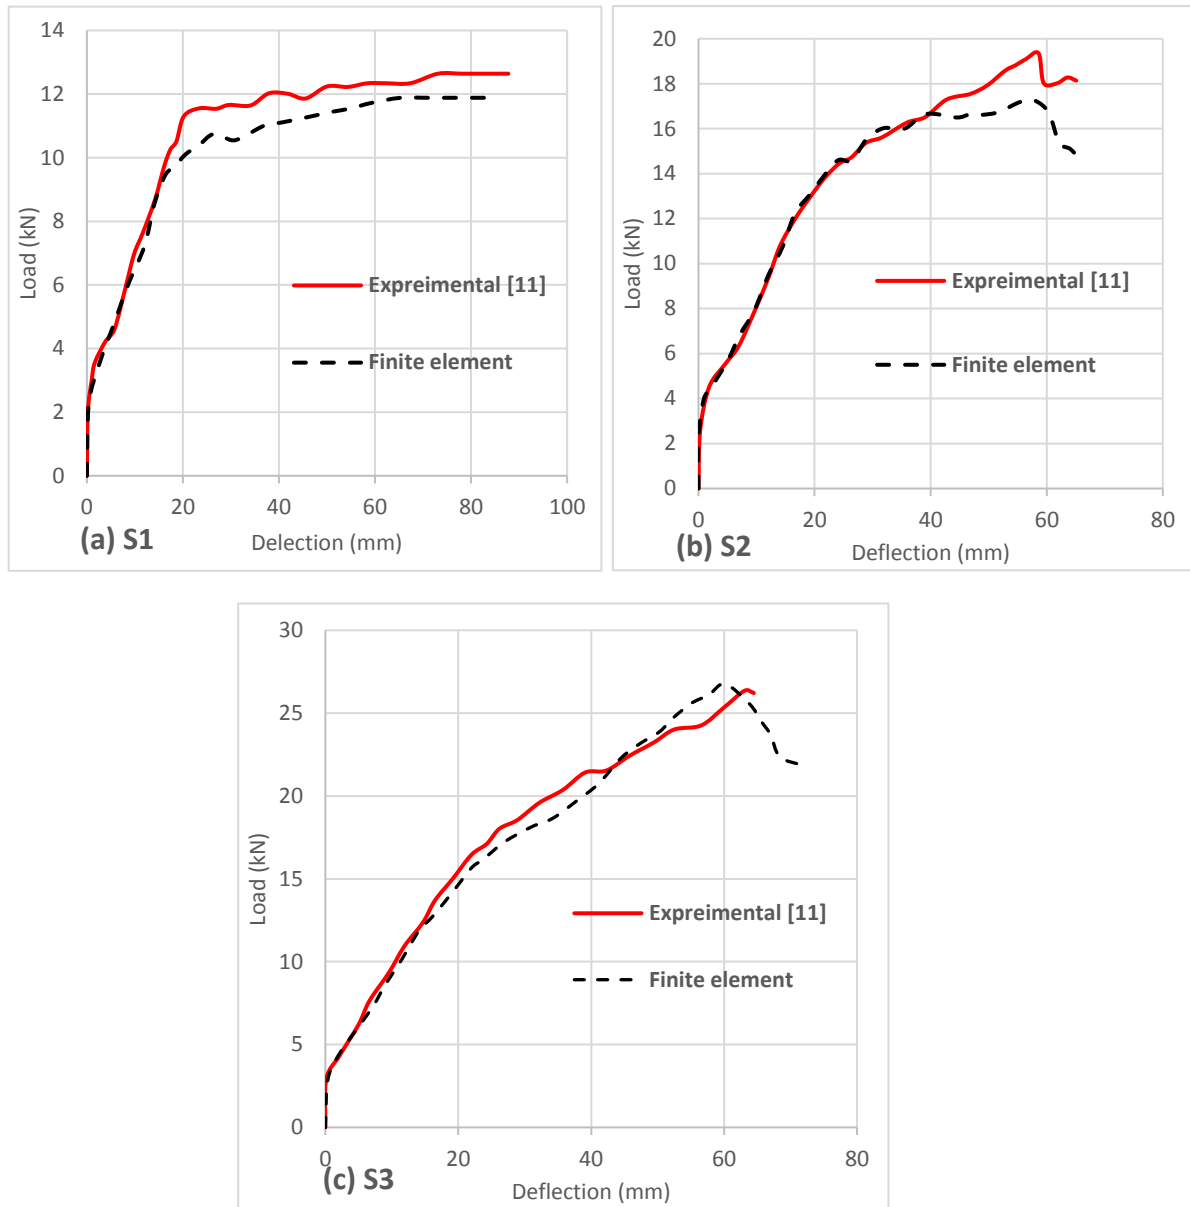 14
12
10
8
6
4
2
0
Load (kN)
Expreimental [11]
Finite element
0 20 40 60 80 100
(a) S1
Delection (mm)
20
18
16
14
12
10
8
6
4
2
0
Load (kN)
Expreimental [11]
Finite element
0 20 40 60 80
(b) S2
Deflection (mm)
30
25
20
15
10
5
0
Load (kN)
Expreimental [11]
Finite element
0 20 40 60 80
(c) S3
Deflection (mm)